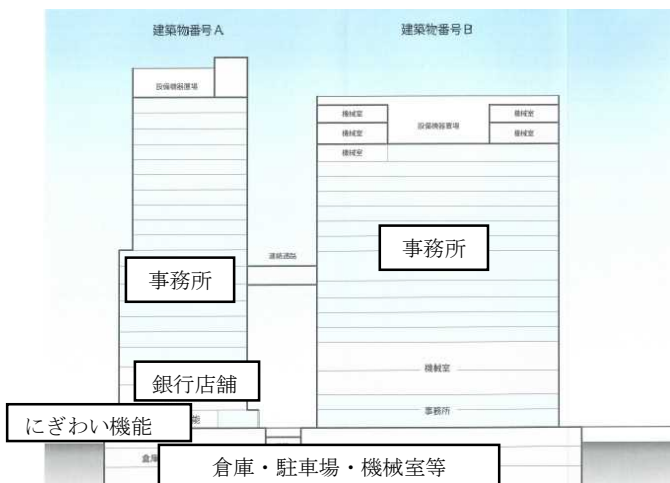 建築物番号A
建築物番号B
設備機器置場
機械室
機械室
機械室
設備機器置場
機械室
機械室
連絡通路
事務所
事務所
機械室
銀行店舗
事務所
にぎわい機能
能
倉庫
倉庫・駐車場・機械室等